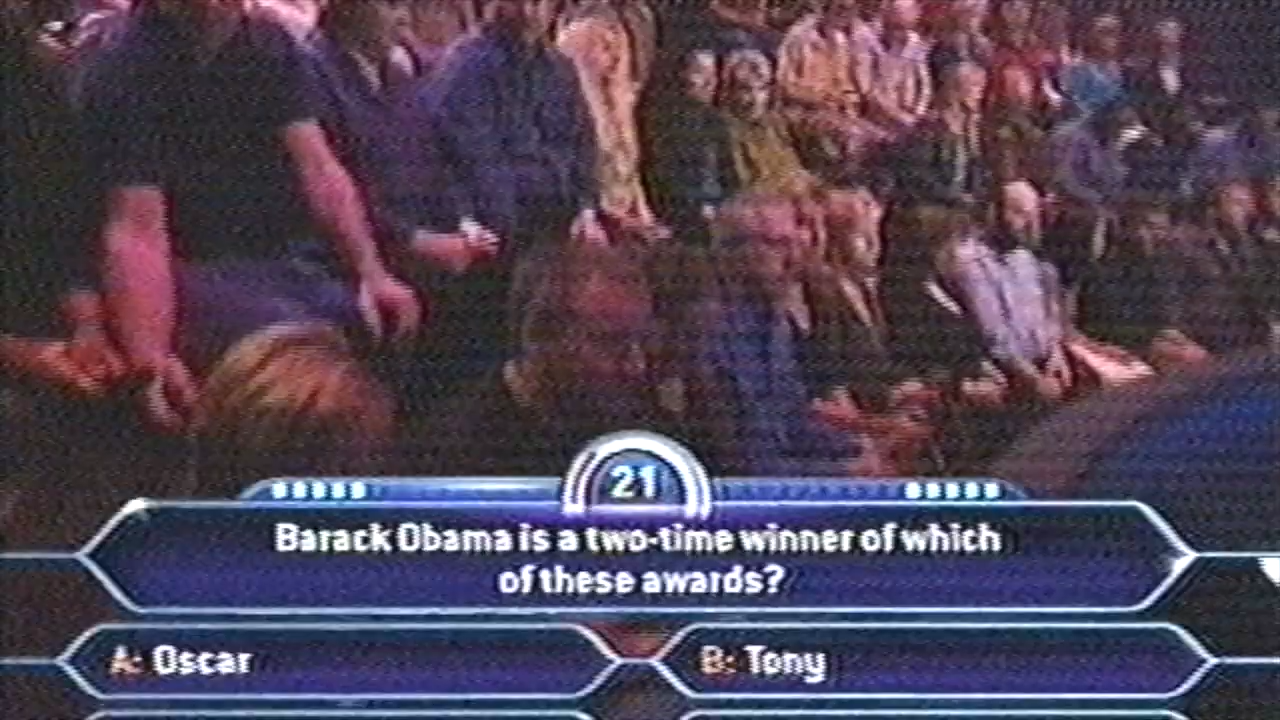 21
Barack Obama is a two-time winner of which
of these awards?
A: Oscar
B: Tony